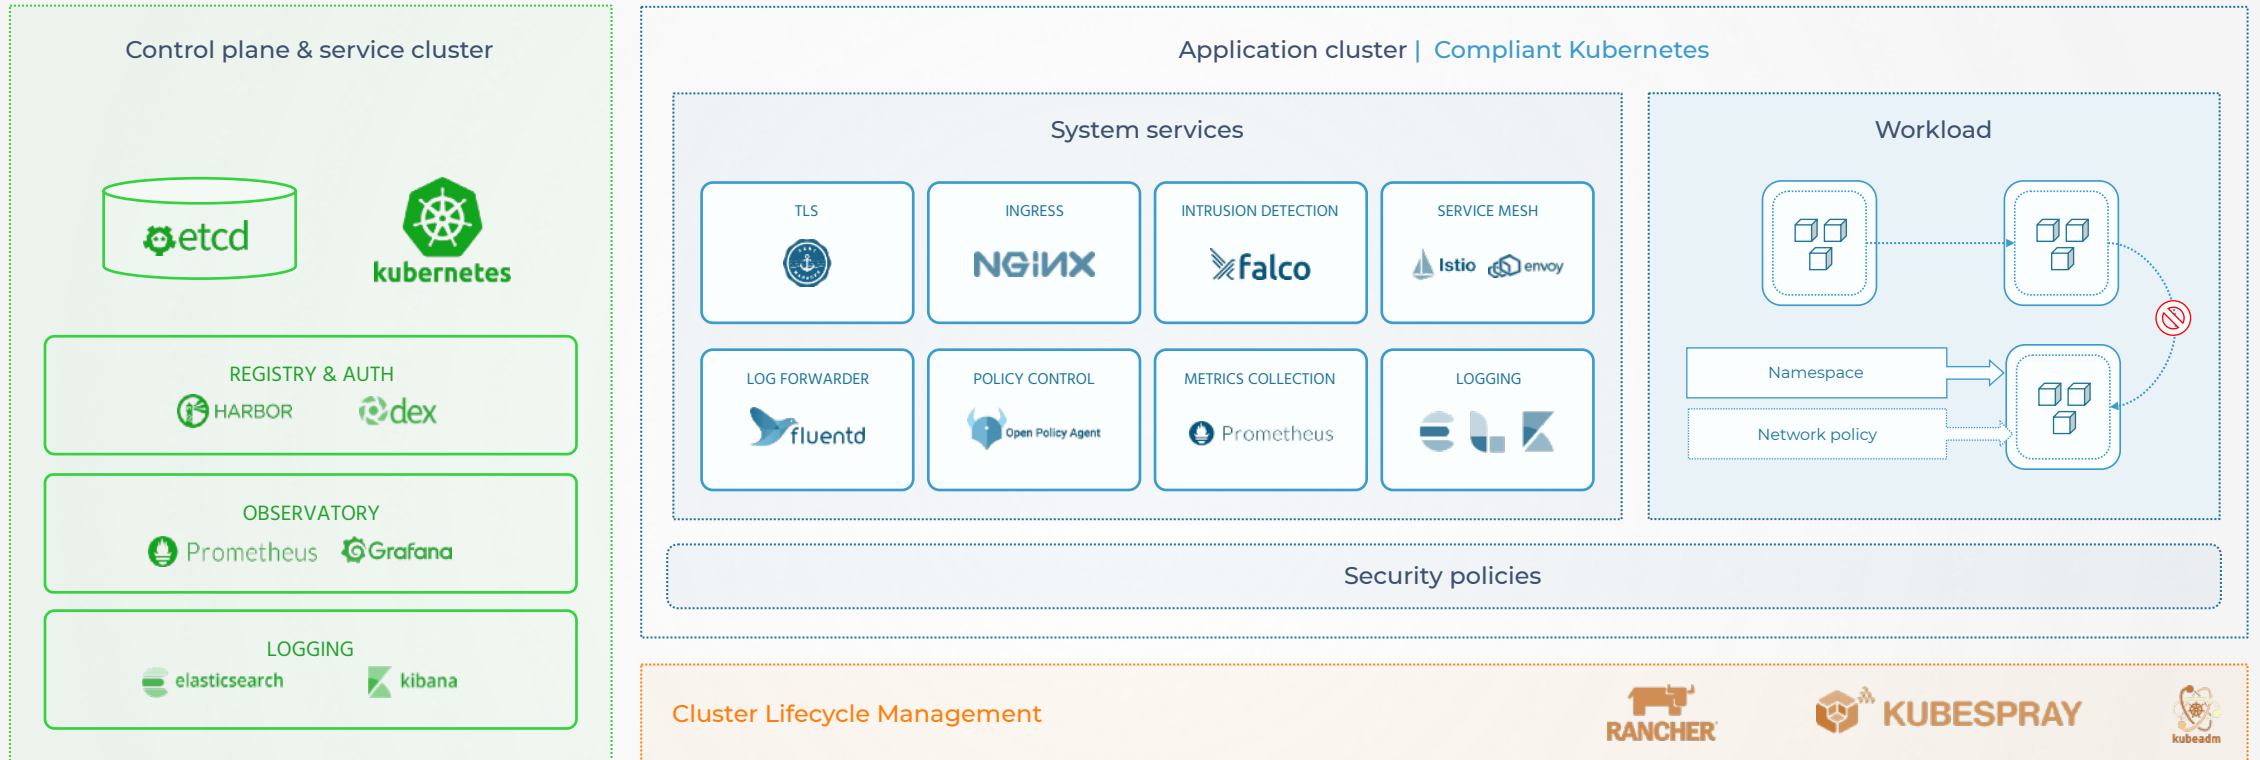 Control plane & service cluster
etcd
kubernetes
REGISTRY & AUTH
HARBOR
dex
OBSERVATORY
Prometheus
Grafana
LOGGING
elasticsearch
kibana
Application cluster | Compliant Kubernetes
System services
TLS
INGRESS
NGINX
INTRUSION DETECTION
falco
SERVICE MESH
Istio
envoy
LOG FORWARDER
fluentd
POLICY CONTROL
Open Policy Agent
METRICS COLLECTION
Prometheus
LOGGING
Workload
Namespace
Network policy
Security policies
Cluster Lifecycle Management
RANCHER
KUBESPRAY
kubeadm